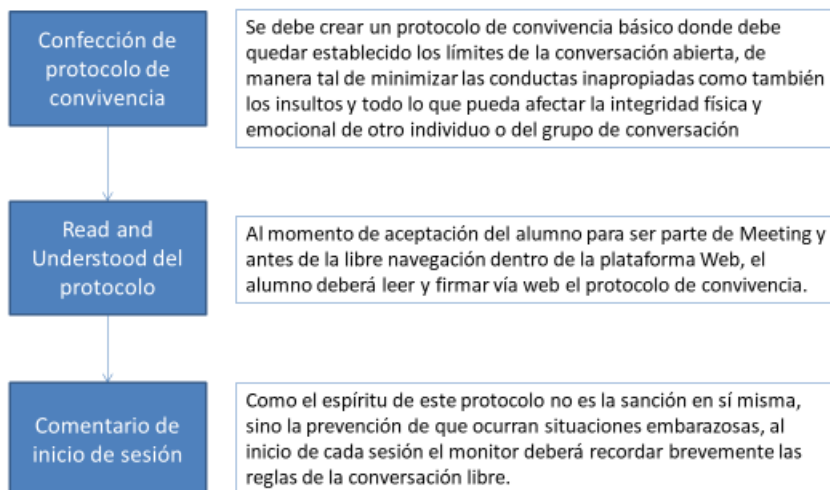 Confección de
protocolo de
convivencia
Se debe crear un protocolo de convivencia básico donde debe
quedar establecido los límites de la conversación abierta, de
manera tal de minimizar las conductas inapropiadas como también
los insultos y todo lo que pueda afectar la integridad física y
emocional de otro individuo o del grupo de conversación
Read and
Understood del
protocolo
Al momento de aceptación del alumno para ser parte de Meeting y
antes de la libre navegación dentro de la plataforma Web, el
alumno deberá leer y firmar vía web el protocolo de convivencia.
Comentario de
inicio de sesión
Como el espíritu de este protocolo no es la sanción en sí misma,
sino la prevención de que ocurran situaciones embarazosas, al
inicio de cada sesión el monitor deberá recordar brevemente las
reglas de la conversación libre.